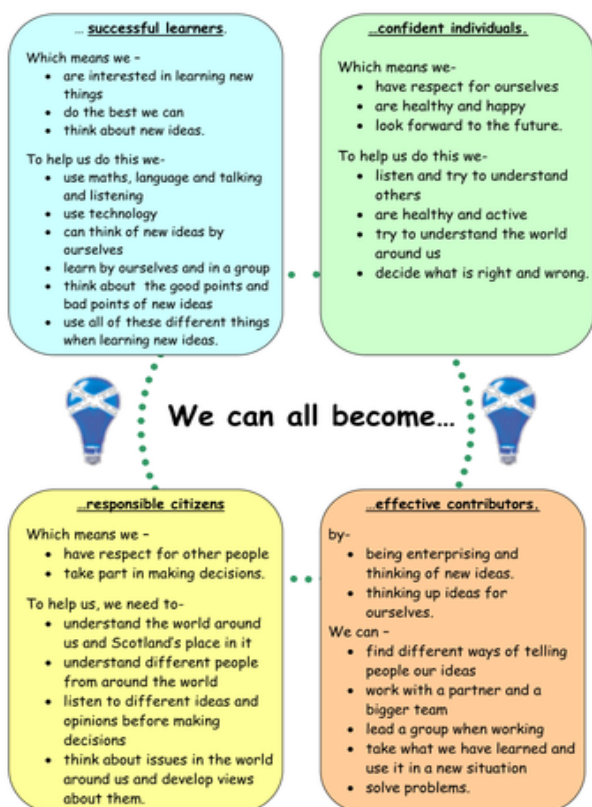 ... successful learners.
Which means we –
• are interested in learning new
things
• do the best we can
• think about new ideas.
To help us do this we-
• use maths, language and talking
and listening
• use technology
• can think of new ideas by
ourselves
• learn by ourselves and in a group
• think about the good points and
bad points of new ideas
• use all of these different things
when learning new ideas.
...confident individuals.
Which means we-
• have respect for ourselves
• are healthy and happy
• look forward to the future.
To help us do this we-
• listen and try to understand
others
• are healthy and active
• try to understand the world
around us
• decide what is right and wrong.
We can all become...
...responsible citizens
Which means we –
• have respect for other people
• take part in making decisions.
To help us, we need to-
• understand the world around
us and Scotland's place in it
• understand different people
from around the world
• listen to different ideas and
opinions before making
decisions
• think about issues in the world
around us and develop views
about them.
...effective contributors.
by-
• being enterprising and
thinking of new ideas.
• thinking up ideas for
ourselves.
We can –
• find different ways of telling
people our ideas
• work with a partner and a
bigger team
• lead a group when working
• take what we have learned and
use it in a new situation
• solve problems.